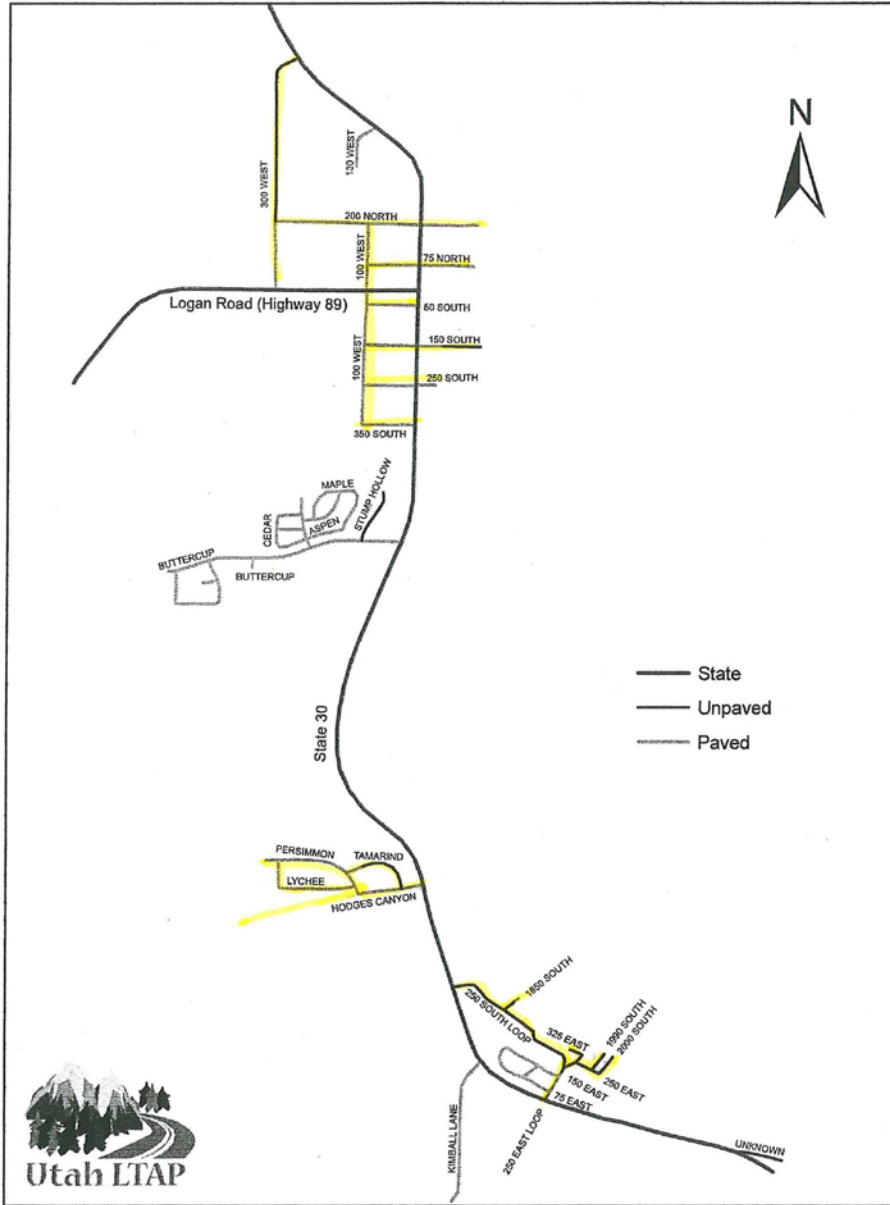 N
300 WEST
130 WEST
200 NORTH
100 WEST
75 NORTH
Logan Road (Highway 89)
50 SOUTH
150 SOUTH
100 WEST
250 SOUTH
350 SOUTH
MAPLE
STUMP HOLLOW
CEDAR
ASPEN
BUTTERCUP
BUTTERCUP
State
Unpaved
Paved
State 30
PERSIMMON
TAMARIND
LYCHEE
HODGES CANYON
1850 SOUTH
250 SOUTH LOOP
325 EAST
1990 SOUTH
2000 SOUTH
250 EAST
150 EAST
75 EAST
250 EAST LOOP
KIMBALL LANE
UNKNOWN
Utah LTAP